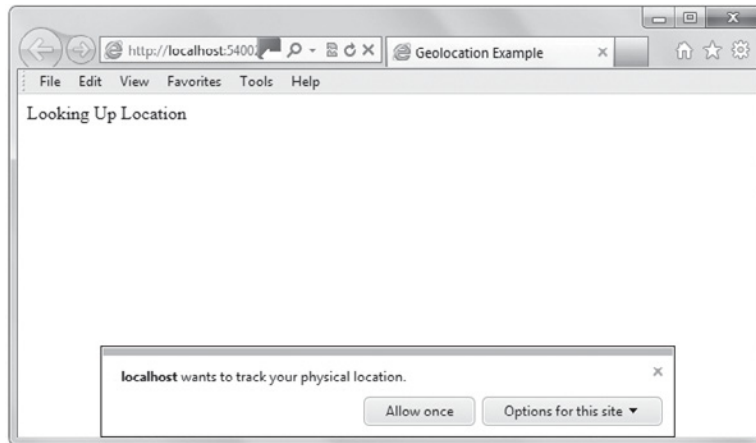 http://localhost:5400
Geolocation Example
File Edit View Favorites Tools Help
Looking Up Location
localhost wants to track your physical location.
Allow once
Options for this site